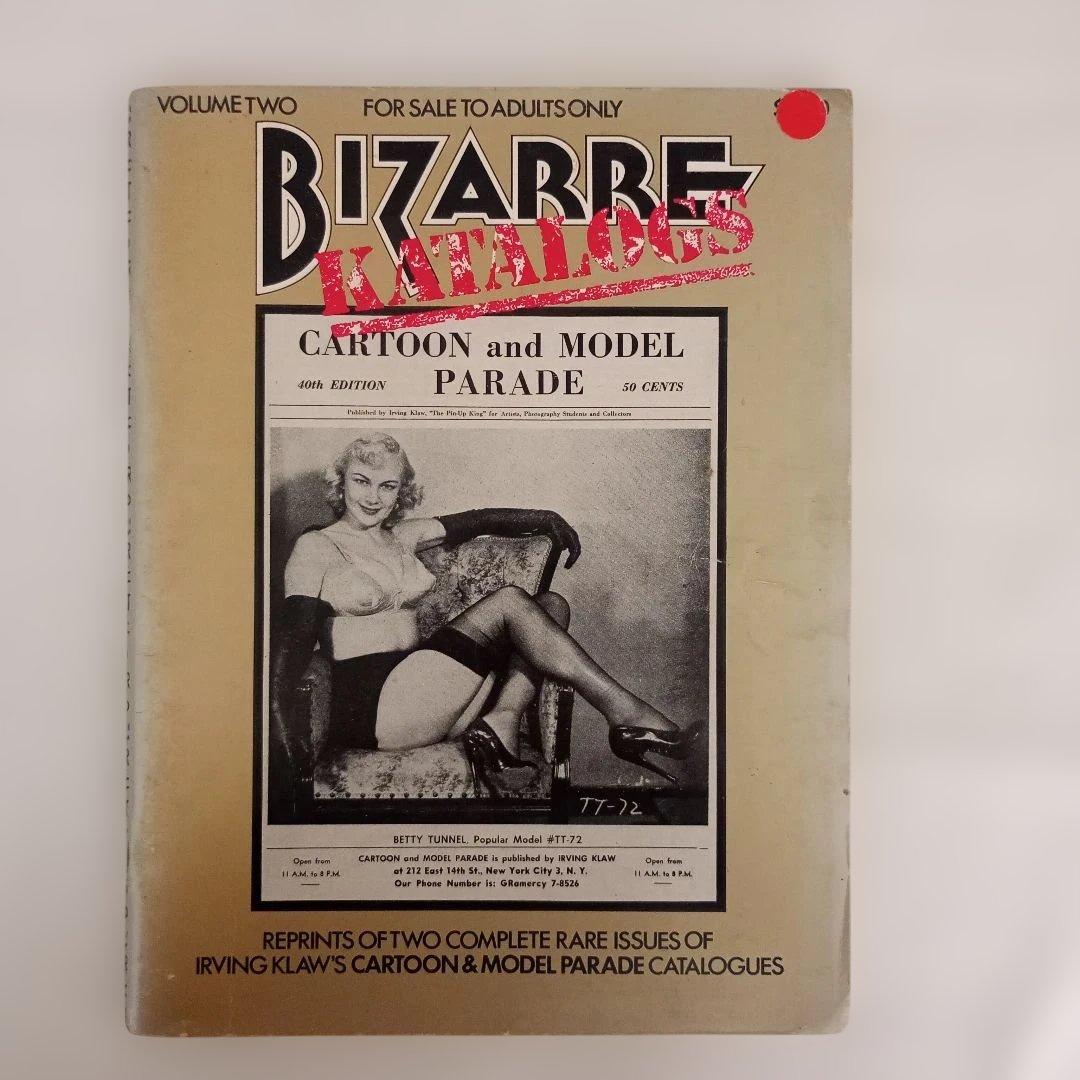 VOLUME TWO
FOR SALE TO ADULTS ONLY
BIZARRE
KATALOGS
CARTOON and MODEL
40th EDITION PARADE 50 CENTS
Published by Irving Klaw, "The Pin-Up King" for Artists, Photography Students and Collectors
TT-72
BETTY TUNNEL, Popular Model #TT-72
Open from
11 A.M. to 8 P.M.
CARTOON and MODEL PARADE is published by IRVING KLAW
at 212 East 14th St., New York City 3, N. Y.
Our Phone Number is: GRamercy 7-8526
Open from
11 A.M. to 8 P.M.
REPRINTS OF TWO COMPLETE RARE ISSUES OF
IRVING KLAW'S CARTOON & MODEL PARADE CATALOGUES